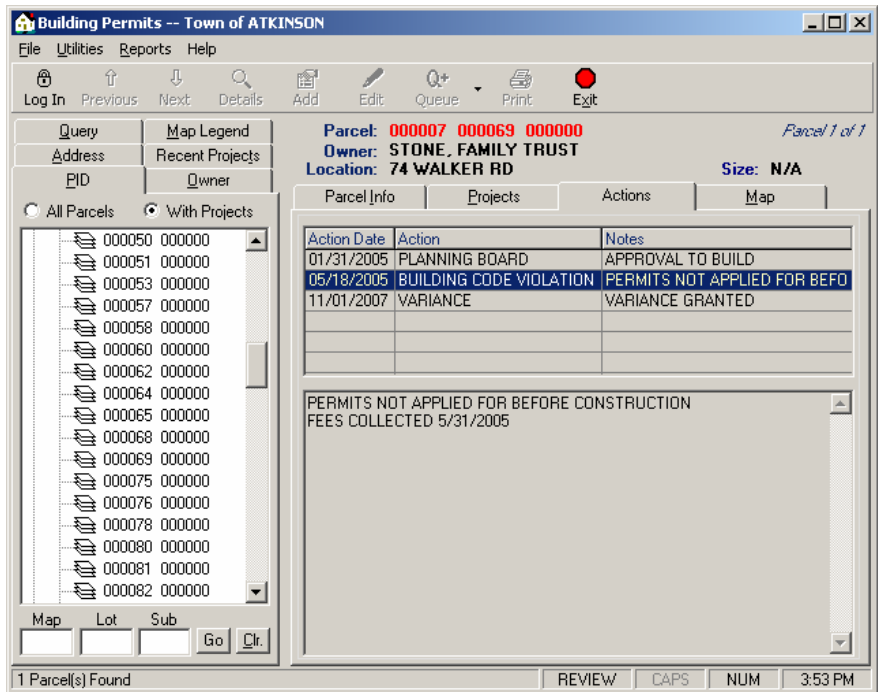 Building Permits -- Town of ATKINSON
File Utilities Reports Help
Log In Previous Next Details Add Edit Queue Print Exit
Query Map Legend
Address Recent Projects
PID Owner
All Parcels With Projects
000050 000000
000051 000000
000053 000000
000057 000000
000058 000000
000060 000000
000062 000000
000064 000000
000065 000000
000068 000000
000069 000000
000075 000000
000076 000000
000078 000000
000080 000000
000081 000000
000082 000000
Map Lot Sub
Go Clr.
Parcel: 000007 000069 000000 Parcel 1 of 1
Owner: STONE, FAMILY TRUST
Location: 74 WALKER RD Size: N/A
Parcel Info Projects Actions Map
Action Date Action Notes
01/31/2005 PLANNING BOARD APPROVAL TO BUILD
05/18/2005 BUILDING CODE VIOLATION PERMITS NOT APPLIED FOR BEFO
11/01/2007 VARIANCE VARIANCE GRANTED
PERMITS NOT APPLIED FOR BEFORE CONSTRUCTION
FEES COLLECTED 5/31/2005
1 Parcel(s) Found REVIEW CAPS NUM 3:53 PM